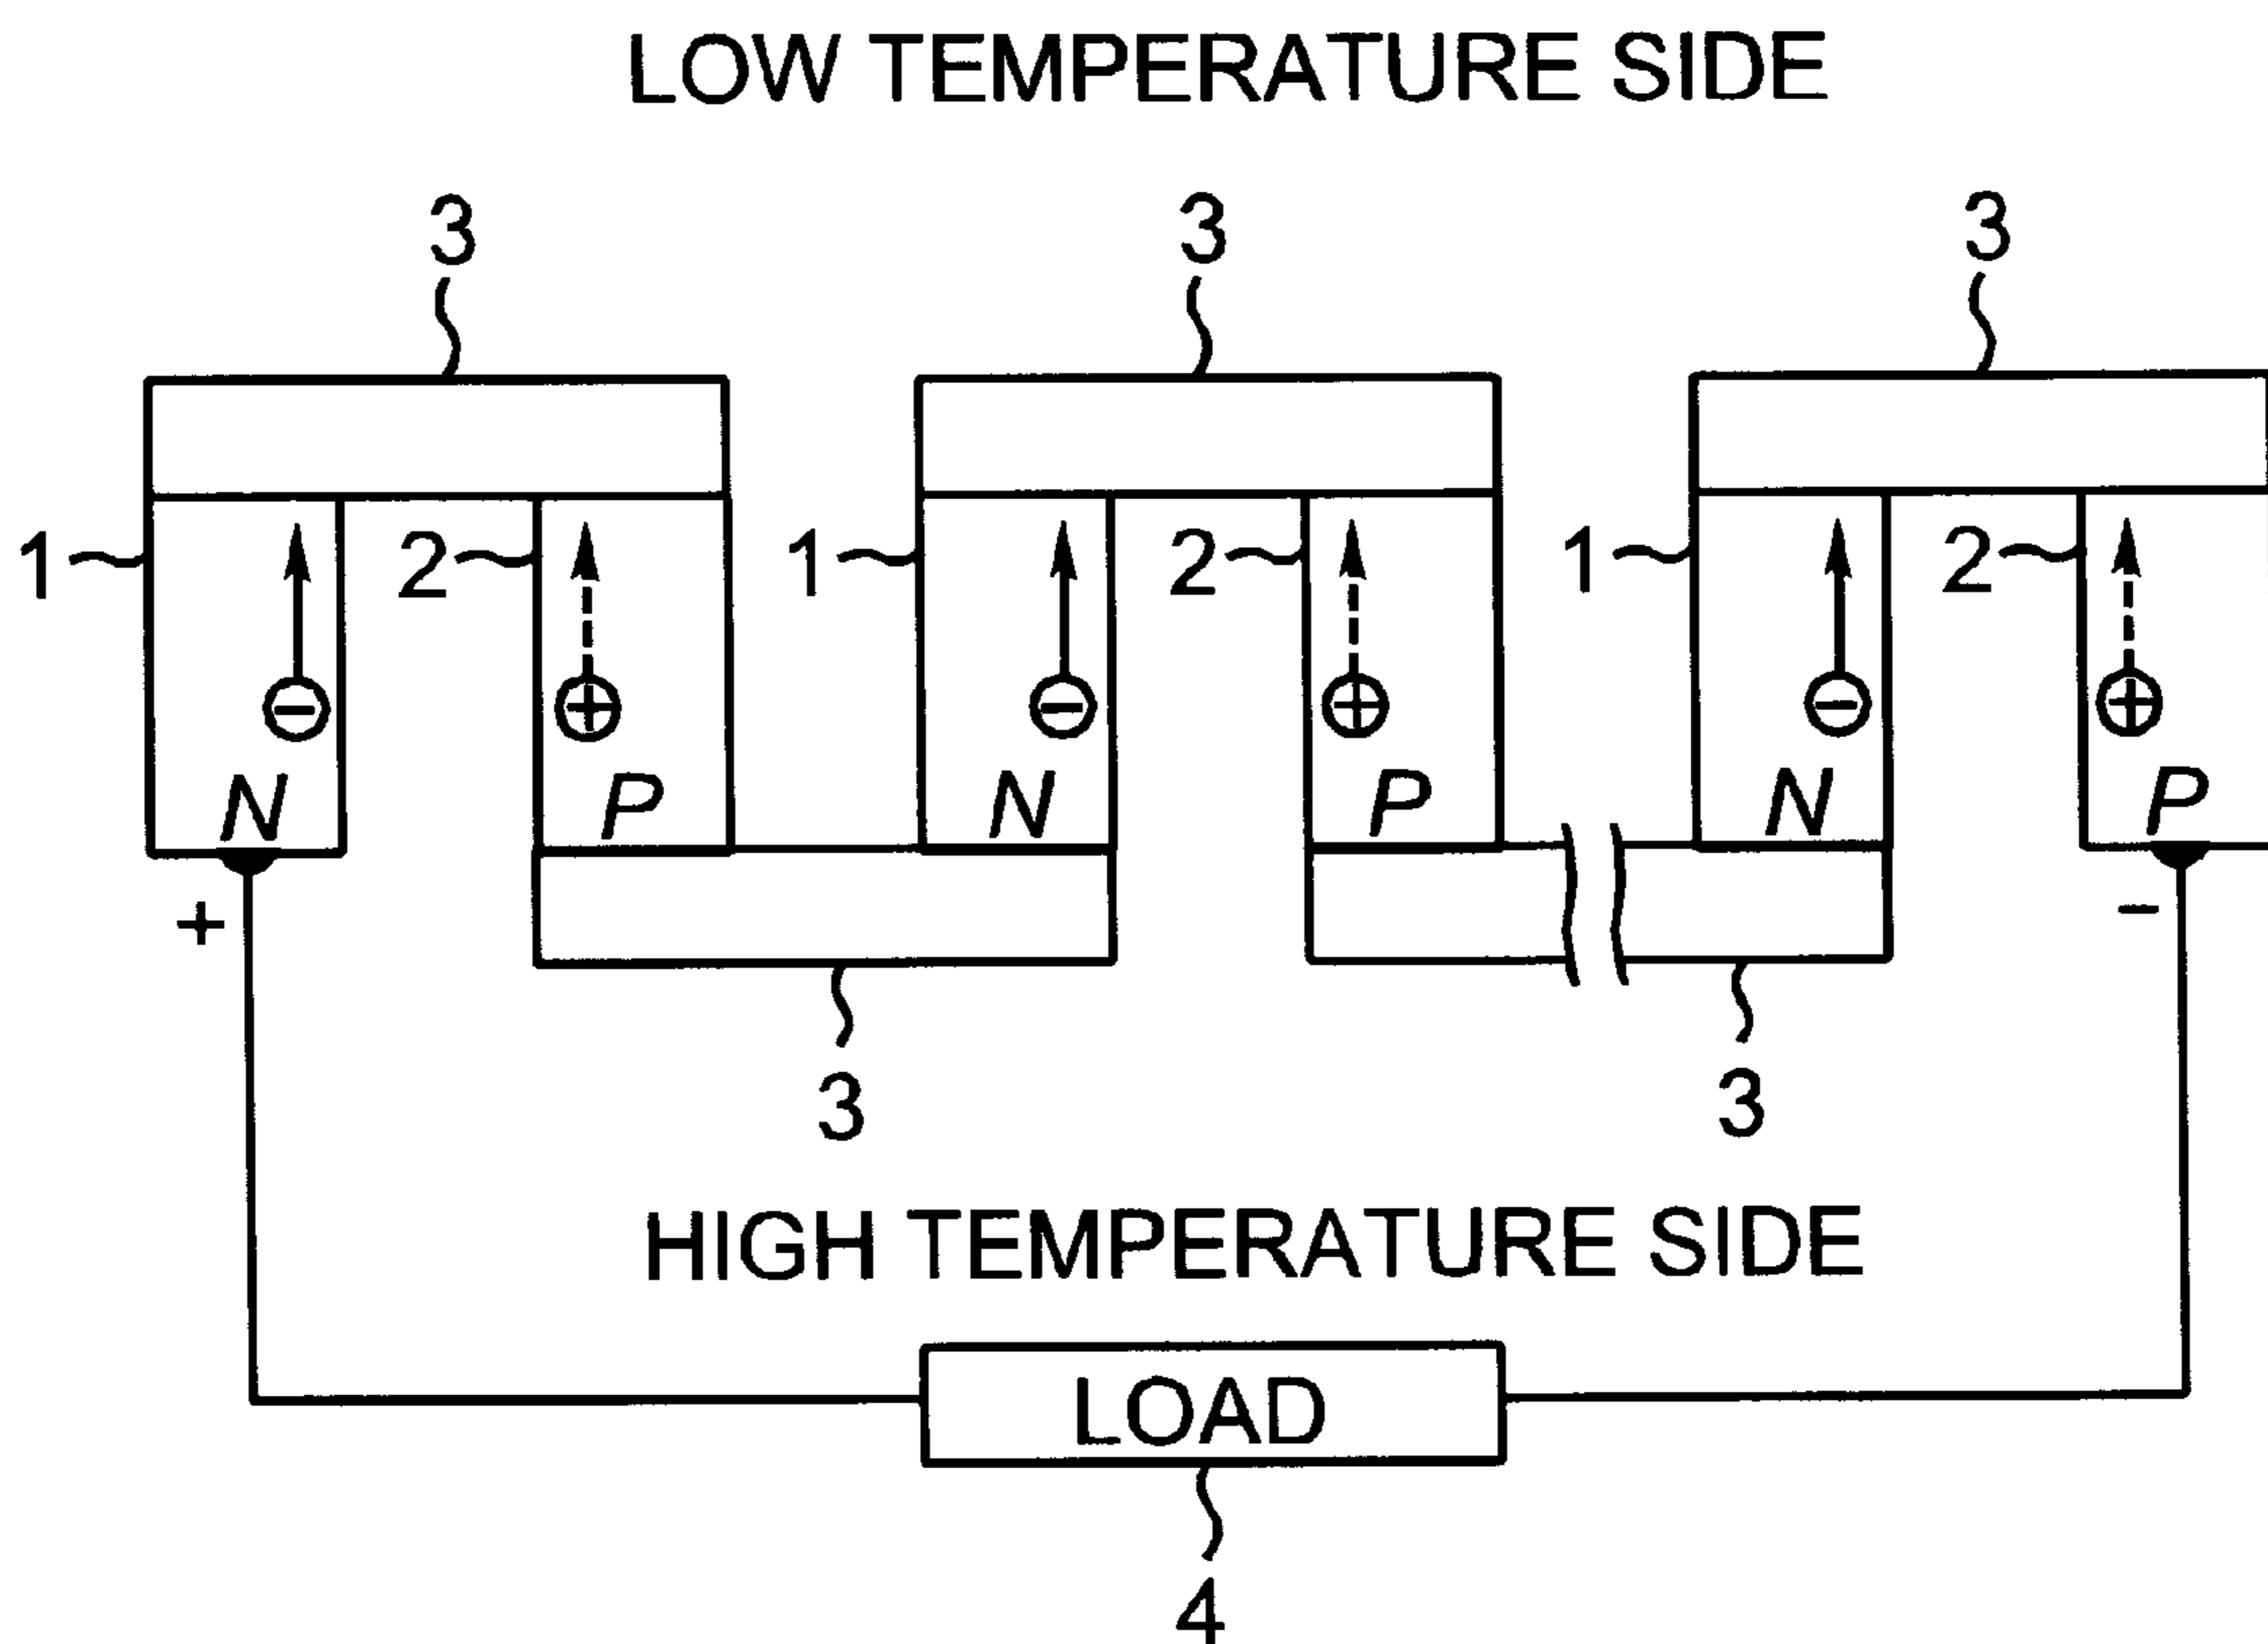 LOW TEMPERATURE SIDE
3 3 3
1 2 1 2 1 2
N P N P N P
+ -
3 3
HIGH TEMPERATURE SIDE
LOAD
4